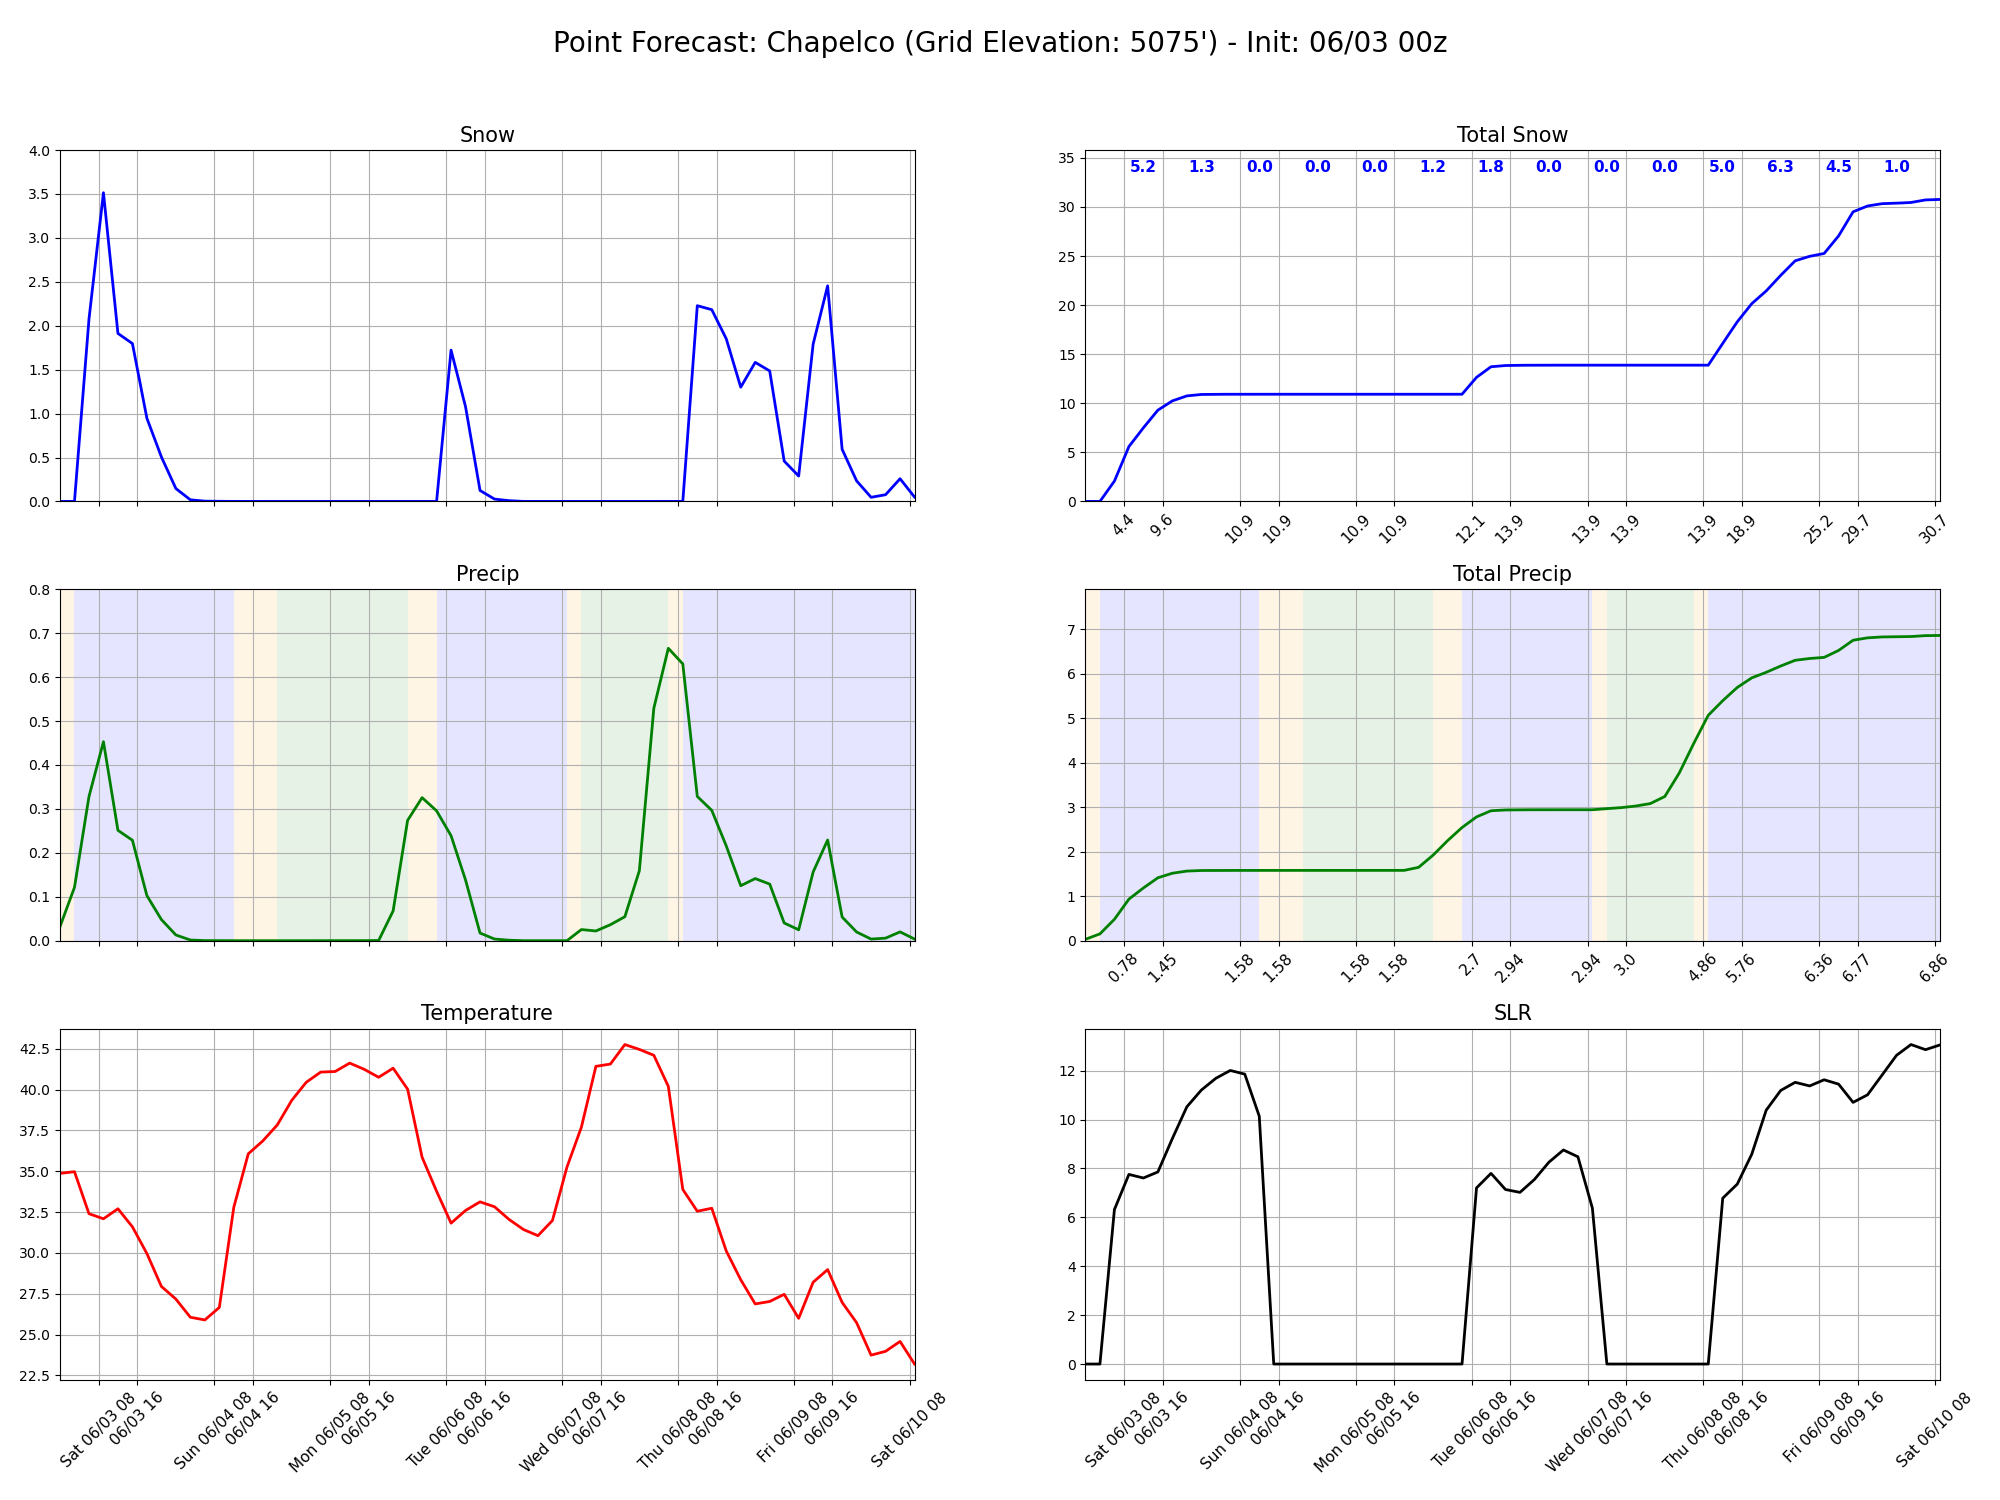 Point Forecast: Chapelco (Grid Elevation: 5075') - Init: 06/03 00z
Snow
4.0
3.5
3.0
2.5
2.0
1.5
1.0
0.5
0.0
Total Snow
35
30
25
20
15
10
5
0
5.2 1.3 0.0 0.0 0.0 1.2 1.8 0.0 0.0 0.0 5.0 6.3 4.5 1.0
4.4 9.6 10.9 10.9 10.9 10.9 12.1 13.9 13.9 13.9 13.9 18.9 25.2 29.7 30.7
Precip
0.8
0.7
0.6
0.5
0.4
0.3
0.2
0.1
0.0
Total Precip
7
6
5
4
3
2
1
0
0.78 1.45 1.58 1.58 1.58 1.58 2.7 2.94 2.94 3.0 4.86 5.76 6.36 6.77 6.86
Temperature
42.5
40.0
37.5
35.0
32.5
30.0
27.5
25.0
22.5
Sat 06/03 08
06/03 16
Sun 06/04 08
06/04 16
Mon 06/05 08
06/05 16
Tue 06/06 08
06/06 16
Wed 06/07 08
06/07 16
Thu 06/08 08
06/08 16
Fri 06/09 08
06/09 16
Sat 06/10 08
SLR
12
10
8
6
4
2
0
Sat 06/03 08
06/03 16
Sun 06/04 08
06/04 16
Mon 06/05 08
06/05 16
Tue 06/06 08
06/06 16
Wed 06/07 08
06/07 16
Thu 06/08 08
06/08 16
Fri 06/09 08
06/09 16
Sat 06/10 08